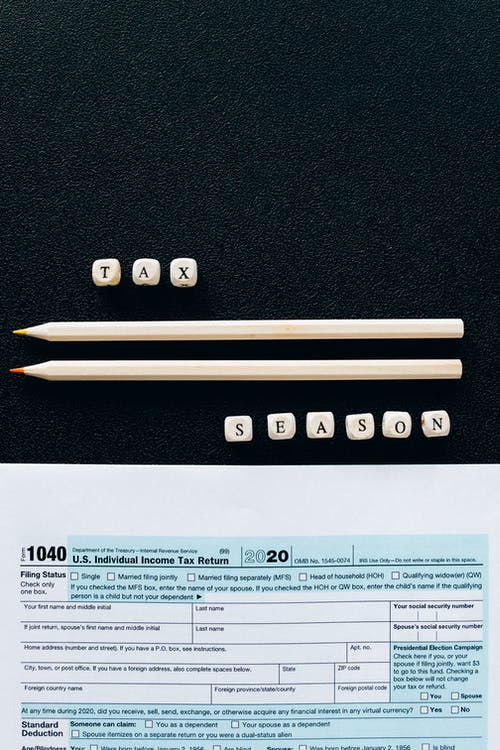 TAX
SEASON
Form 1040 Department of the Treasury—Internal Revenue Service (99) U.S. Individual Income Tax Return 2020 OMB No. 1545-0074 IRS Use Only—Do not write or staple in this space.
Filing Status Check only one box. Single Married filing jointly Married filing separately (MFS) Head of household (HOH) Qualifying widow(er) (QW)
If you checked the MFS box, enter the name of your spouse. If you checked the HOH or QW box, enter the child's name if the qualifying
person is a child but not your dependent ▶
Your first name and middle initial Last name Your social security number
If joint return, spouse's first name and middle initial Last name Spouse's social security number
Home address (number and street). If you have a P.O. box, see instructions. Apt. no.
Presidential Election Campaign
Check here if you, or your
spouse if filing jointly, want $3
to go to this fund. Checking a
box below will not change
your tax or refund.
You Spouse
City, town, or post office. If you have a foreign address, also complete spaces below. State ZIP code
Foreign country name Foreign province/state/county Foreign postal code
At any time during 2020, did you receive, sell, send, exchange, or otherwise acquire any financial interest in any virtual currency? Yes No
Standard Deduction Someone can claim: You as a dependent Your spouse as a dependent
Spouse itemizes on a separate return or you were a dual-status alien
Age/Blindness You: Were born before January 2, 1956 Are blind Spouse: Was born before January 2, 1956 Is blind